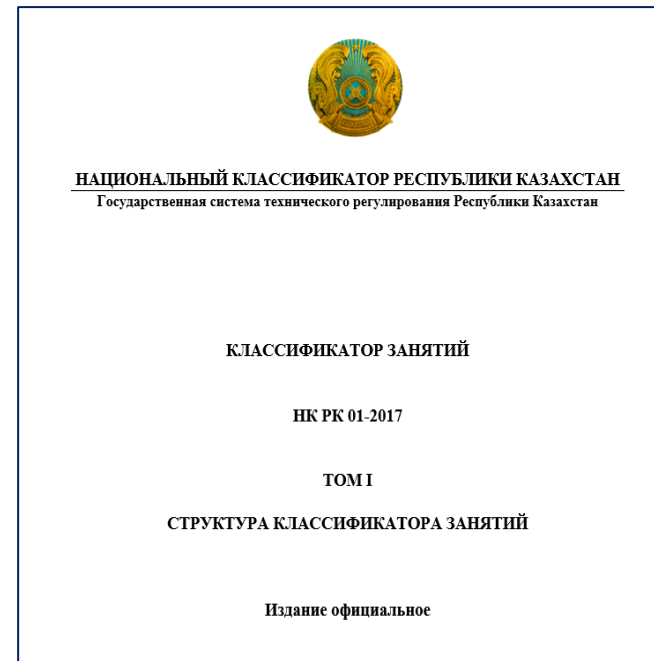 НАЦИОНАЛЬНЫЙ КЛАССИФИКАТОР РЕСПУБЛИКИ КАЗАХСТАН
Государственная система технического регулирования Республики Казахстан
КЛАССИФИКАТОР ЗАНЯТИЙ
НК РК 01-2017
ТОМ I
СТРУКТУРА КЛАССИФИКАТОРА ЗАНЯТИЙ
Издание официальное